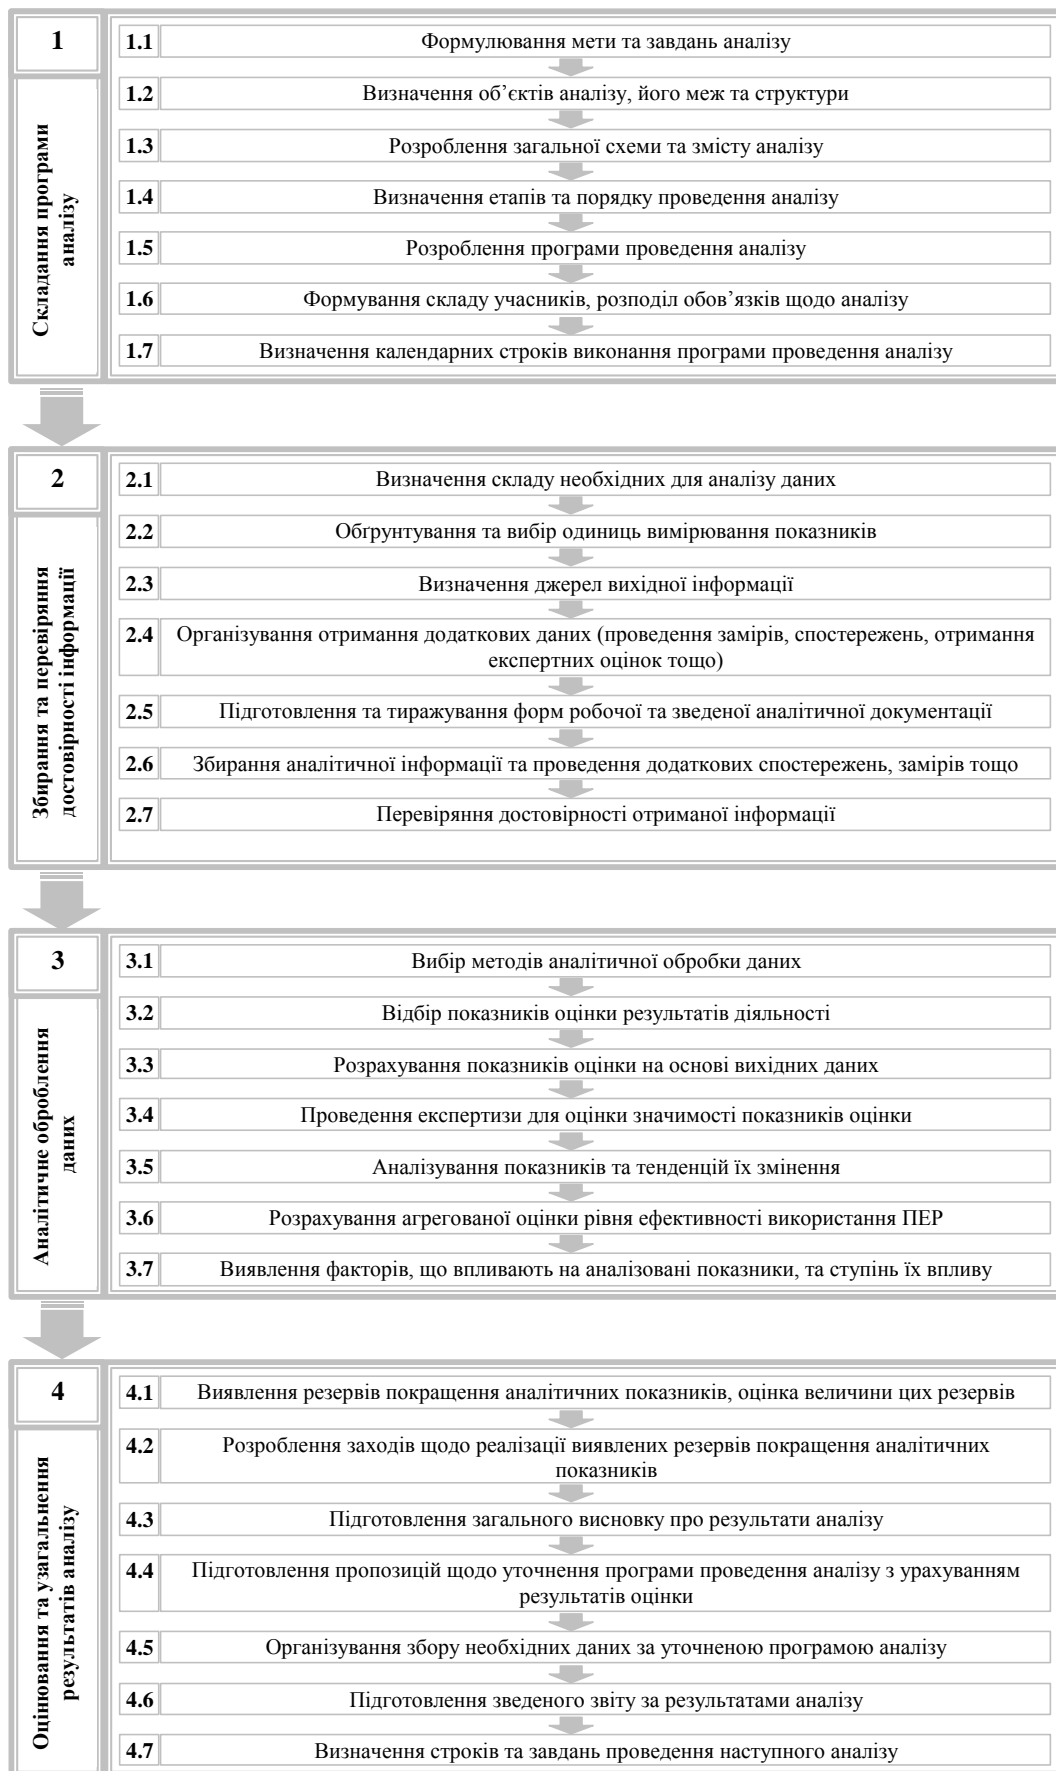 1
Складання програми
аналізу
1.1 Формулювання мети та завдань аналізу
1.2 Визначення об’єктів аналізу, його меж та структури
1.3 Розроблення загальної схеми та змісту аналізу
1.4 Визначення етапів та порядку проведення аналізу
1.5 Розроблення програми проведення аналізу
1.6 Формування складу учасників, розподіл обов’язків щодо аналізу
1.7 Визначення календарних строків виконання програми проведення аналізу
2
Збирання та перевіряння
достовірності інформації
2.1 Визначення складу необхідних для аналізу даних
2.2 Обґрунтування та вибір одиниць вимірювання показників
2.3 Визначення джерел вихідної інформації
2.4 Організування отримання додаткових даних (проведення замірів, спостережень, отримання
експертних оцінок тощо)
2.5 Підготовлення та тиражування форм робочої та зведеної аналітичної документації
2.6 Збирання аналітичної інформації та проведення додаткових спостережень, замірів тощо
2.7 Перевіряння достовірності отриманої інформації
3
Аналітичне оброблення
даних
3.1 Вибір методів аналітичної обробки даних
3.2 Відбір показників оцінки результатів діяльності
3.3 Розрахування показників оцінки на основі вихідних даних
3.4 Проведення експертизи для оцінки значимості показників оцінки
3.5 Аналізування показників та тенденцій їх змінення
3.6 Розрахування агрегованої оцінки рівня ефективності використання ПЕР
3.7 Виявлення факторів, що впливають на аналізовані показники, та ступінь їх впливу
4
Оцінювання та узагальнення
результатів аналізу
4.1 Виявлення резервів покращення аналітичних показників, оцінка величини цих резервів
4.2 Розроблення заходів щодо реалізації виявлених резервів покращення аналітичних
показників
4.3 Підготовлення загального висновку про результати аналізу
4.4 Підготовлення пропозицій щодо уточнення програми проведення аналізу з урахуванням
результатів оцінки
4.5 Організування збору необхідних даних за уточненою програмою аналізу
4.6 Підготовлення зведеного звіту за результатами аналізу
4.7 Визначення строків та завдань проведення наступного аналізу